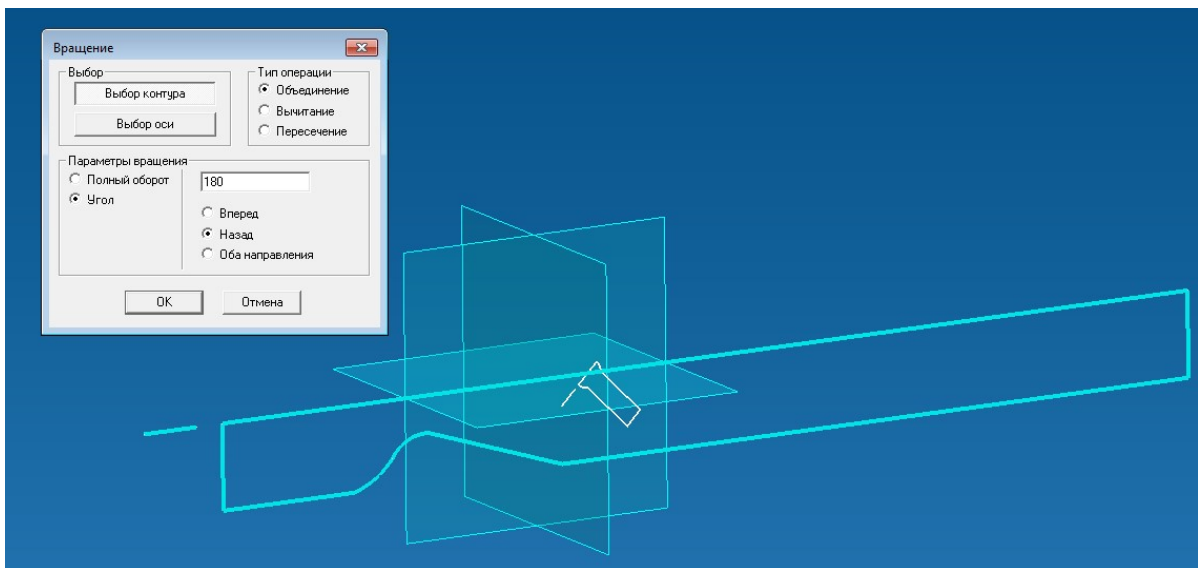 Вращение
Выбор
Выбор контура
Выбор оси
Тип операции
Объединение
Вычитание
Пересечение
Параметры вращения
Полный оборот
Угол
180
Вперед
Назад
Оба направления
OK
Отмена